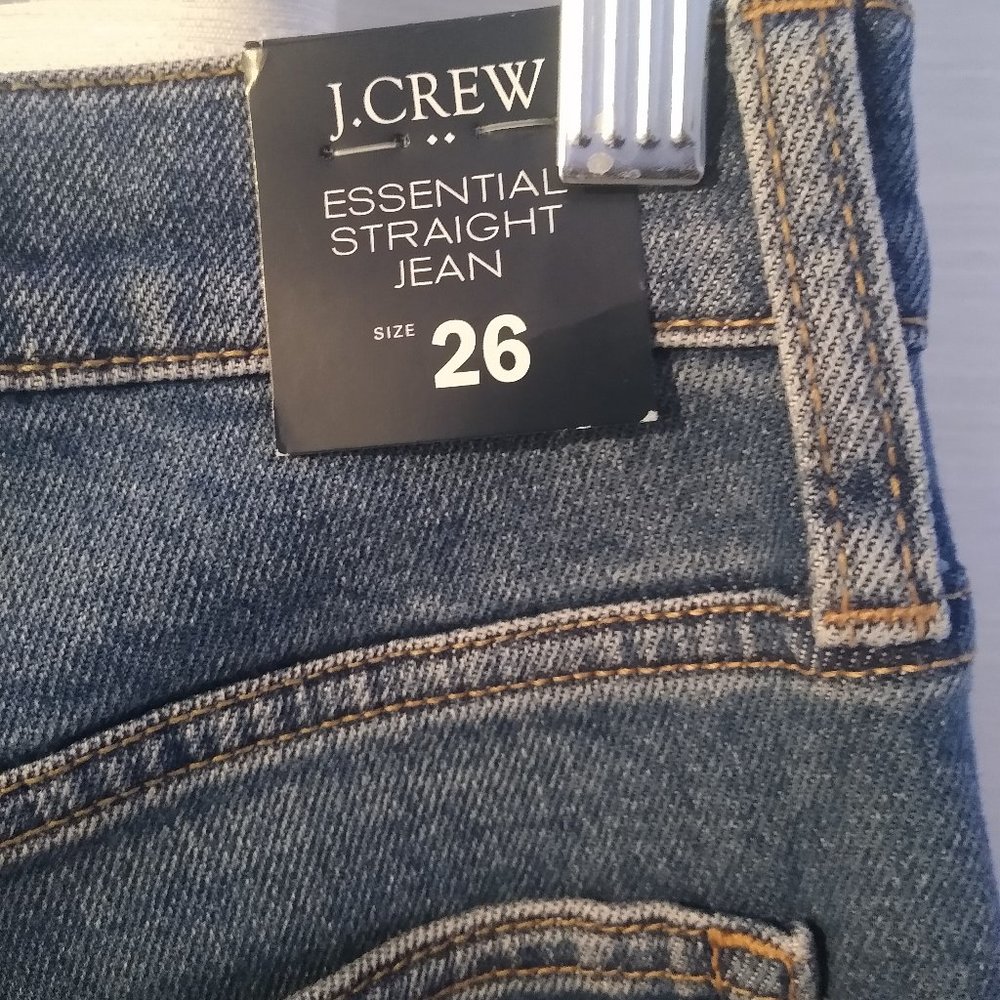 J.CREW
ESSENTIAL
STRAIGHT
JEAN
SIZE 26